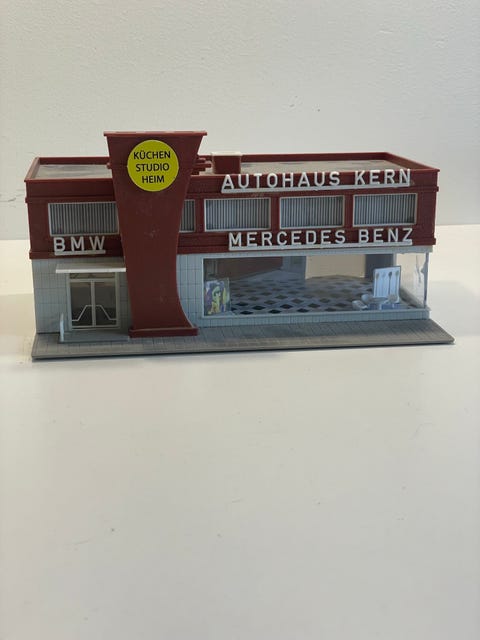 KÜCHEN
STUDIO
HEIM
AUTOHAUS KERN
BMW
MERCEDES BENZ